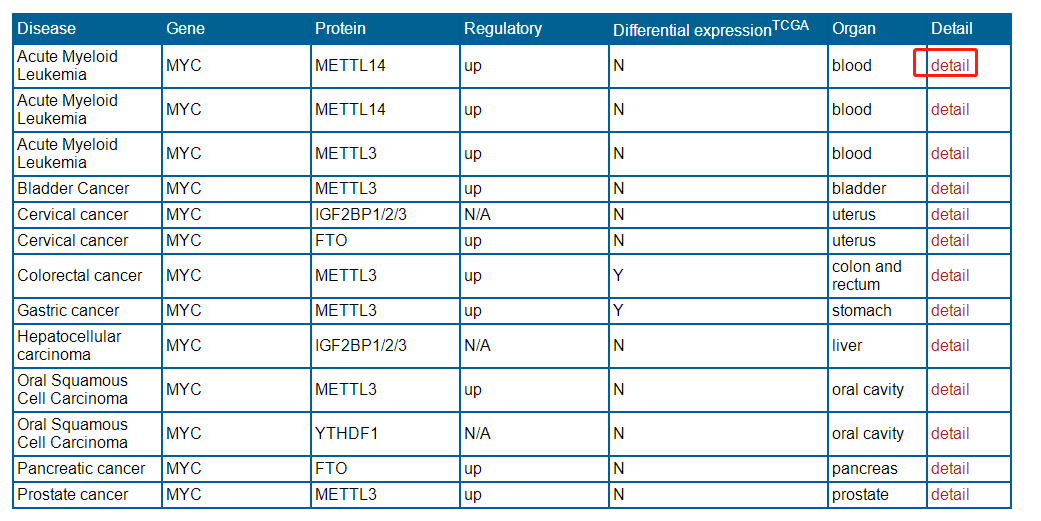 Disease Gene Protein Regulatory Differential expressionTCGA Organ Detail
Acute Myeloid
Leukemia MYC METTL14 up N blood detail
Acute Myeloid
Leukemia MYC METTL14 up N blood detail
Acute Myeloid
Leukemia MYC METTL3 up N blood detail
Bladder Cancer MYC METTL3 up N bladder detail
Cervical cancer MYC IGF2BP1/2/3 N/A N uterus detail
Cervical cancer MYC FTO up N uterus detail
Colorectal cancer MYC METTL3 up Y colon and
rectum detail
Gastric cancer MYC METTL3 up Y stomach detail
Hepatocellular
carcinoma MYC IGF2BP1/2/3 N/A N liver detail
Oral Squamous
Cell Carcinoma MYC METTL3 up N oral cavity detail
Oral Squamous
Cell Carcinoma MYC YTHDF1 N/A N oral cavity detail
Pancreatic cancer MYC FTO up N pancreas detail
Prostate cancer MYC METTL3 up N prostate detail